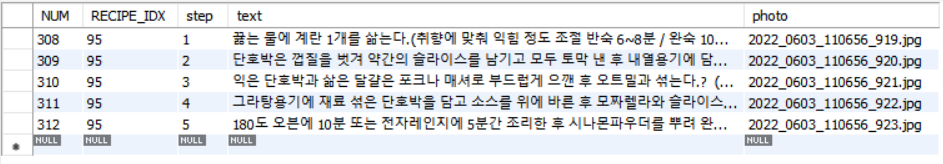 NUM RECIPE_IDX step text photo
308 95 1 끓는 물에 계란 1개를 삶는다.(취향에 맞춰 익힘 정도 조절 반숙 6~8분 / 완숙 10... 2022_0603_110656_919.jpg
309 95 2 단호박은 껍질을 벗겨 약간의 슬라이스를 남기고 모두 토막 낸 후 내열용기에 담... 2022_0603_110656_920.jpg
310 95 3 익은 단호박과 삶은 달걀은 포크나 매셔로 부드럽게 으깬 후 오트밀과 섞는다.? (... 2022_0603_110656_921.jpg
311 95 4 그라탕용기에 재료 섞은 단호박을 담고 소스를 위에 바른 후 모짜렐라와 슬라이스... 2022_0603_110656_922.jpg
312 95 5 180도 오븐에 10분 또는 전자레인지에 5분간 조리한 후 시나몬파우더를 뿌려 완... 2022_0603_110656_923.jpg
NULL NULL NULL NULL NULL